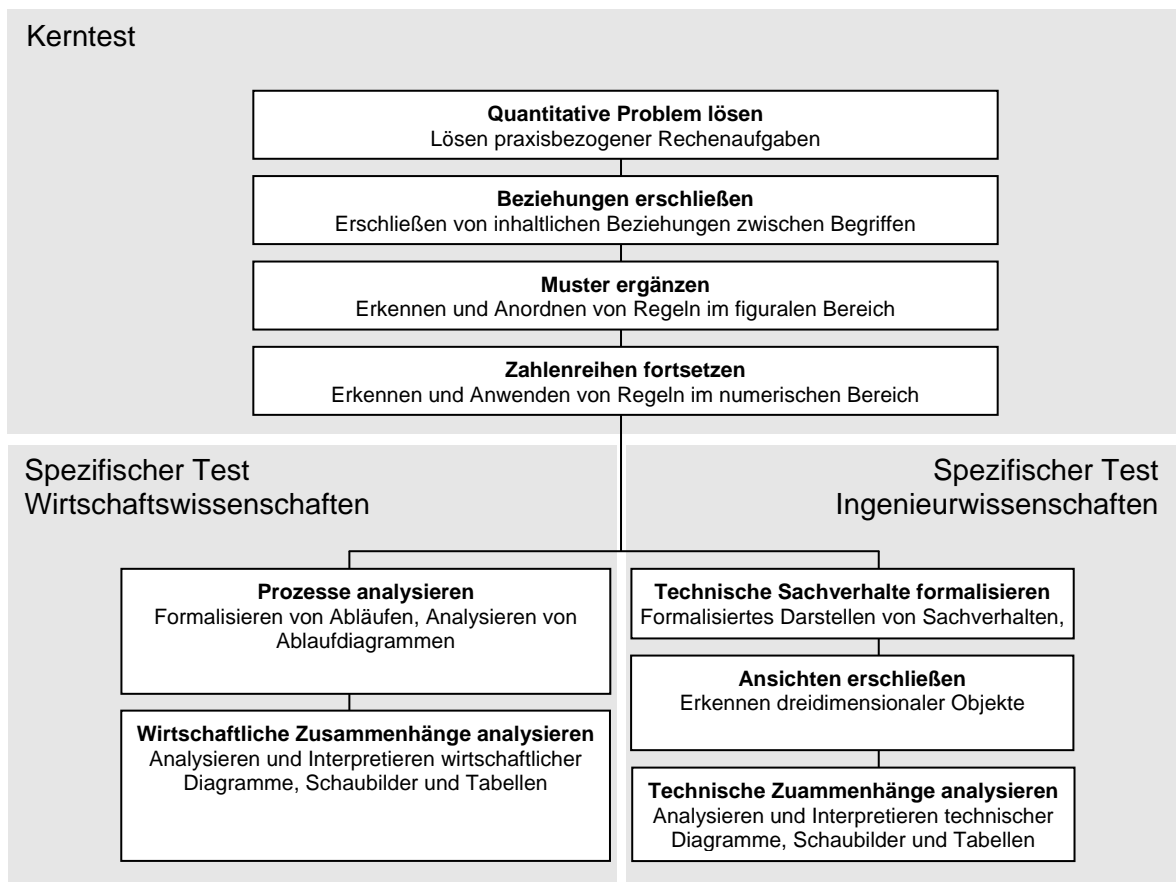 Kerntest
Quantitative Problem lösen
Lösen praxisbezogener Rechenaufgaben
Beziehungen erschließen
Erschließen von inhaltlichen Beziehungen zwischen Begriffen
Muster ergänzen
Erkennen und Anordnen von Regeln im figuralen Bereich
Zahlenreihen fortsetzen
Erkennen und Anwenden von Regeln im numerischen Bereich
Spezifischer Test
Wirtschaftswissenschaften
Spezifischer Test
Ingenieurwissenschaften
Prozesse analysieren
Formalisieren von Abläufen, Analysieren von
Ablaufdiagrammen
Wirtschaftliche Zusammenhänge analysieren
Analysieren und Interpretieren wirtschaftlicher
Diagramme, Schaubilder und Tabellen
Technische Sachverhalte formalisieren
Formalisiertes Darstellen von Sachverhalten,
Ansichten erschließen
Erkennen dreidimensionaler Objekte
Technische Zuammenhänge analysieren
Analysieren und Interpretieren technischer
Diagramme, Schaubilder und Tabellen